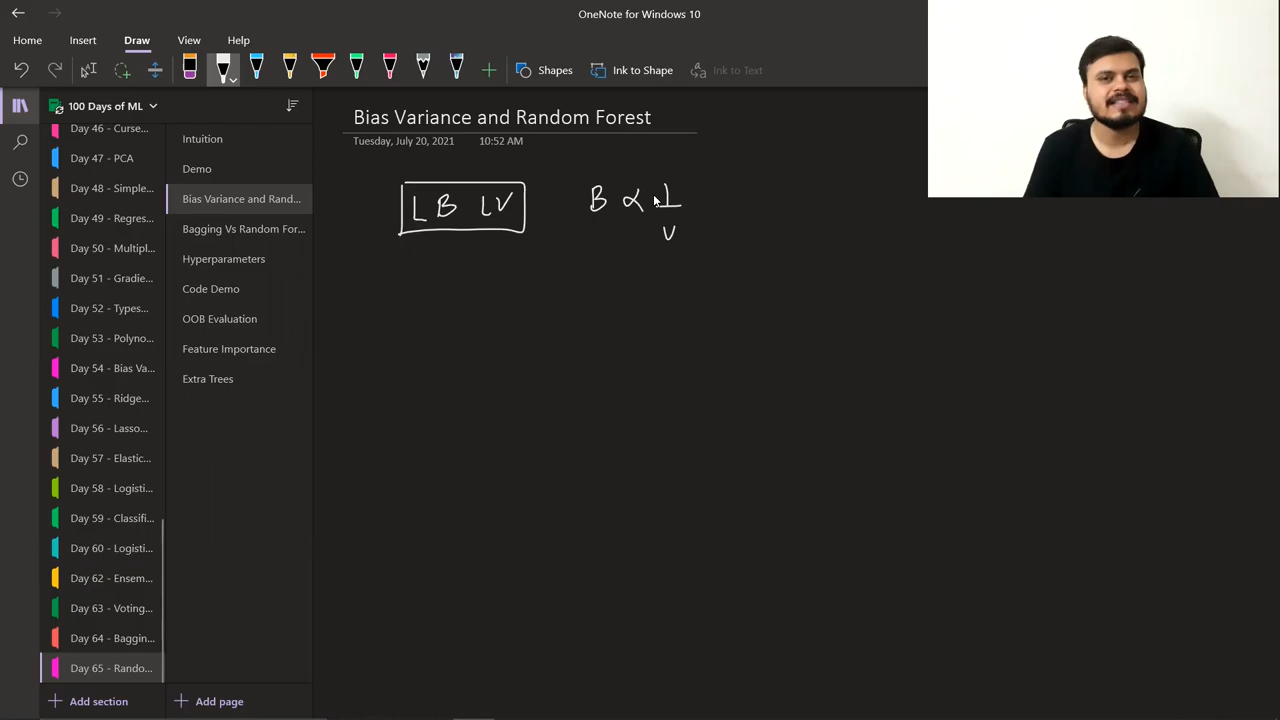 OneNote for Windows 10
Home Insert Draw View Help
Shapes Ink to Shape Ink to Text
100 Days of ML
Day 46 - Curse...
Day 47 - PCA
Day 48 - Simple...
Day 49 - Regres...
Day 50 - Multipl...
Day 51 - Gradie...
Day 52 - Types...
Day 53 - Polyno...
Day 54 - Bias Va...
Day 55 - Ridge...
Day 56 - Lasso...
Day 57 - Elastic...
Day 58 - Logisti...
Day 59 - Classifi...
Day 60 - Logisti...
Day 62 - Ensem...
Day 63 - Voting...
Day 64 - Baggin...
Day 65 - Rando...
Add section
Intuition
Demo
Bias Variance and Rand...
Bagging Vs Random For...
Hyperparameters
Code Demo
OOB Evaluation
Feature Importance
Extra Trees
Add page
Bias Variance and Random Forest
Tuesday, July 20, 2021 10:52 AM
LB LV
B ∝ 1/V